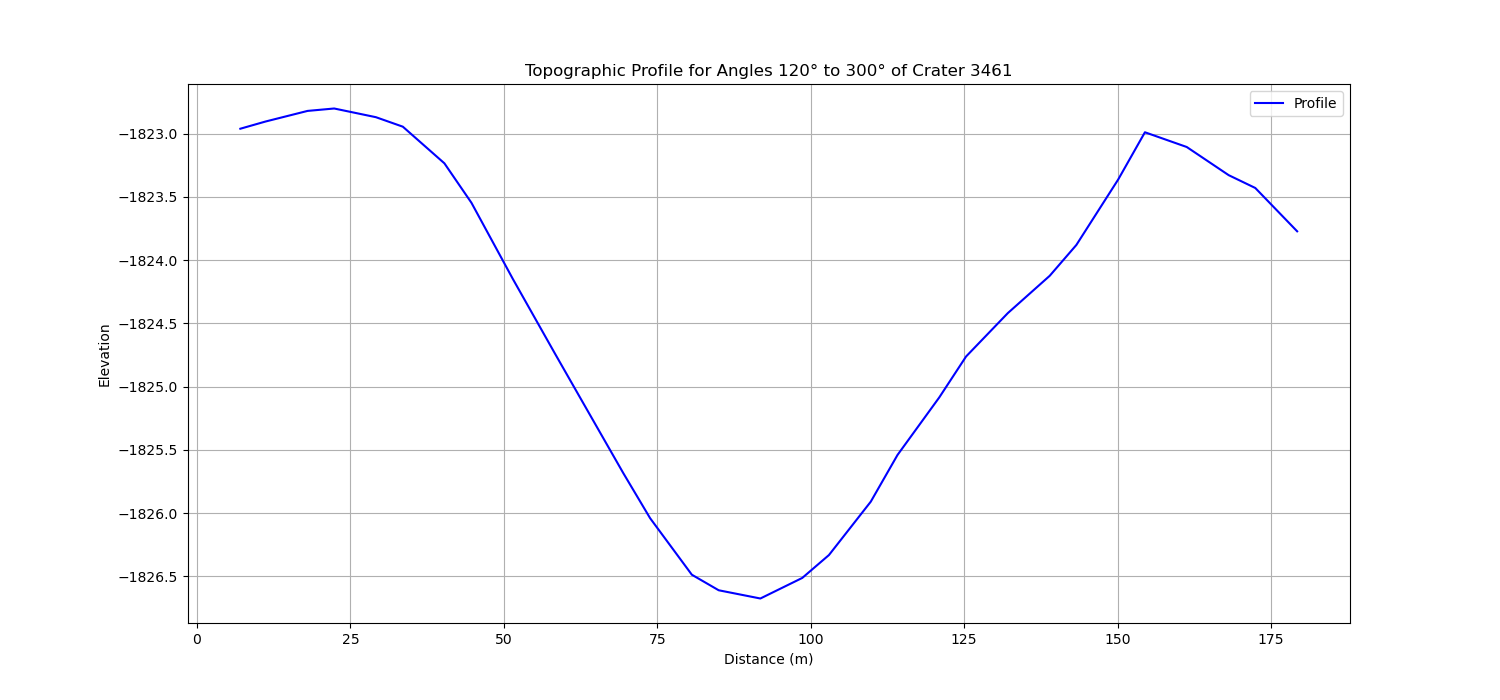 Topographic Profile for Angles 120° to 300° of Crater 3461
Profile
−1823.0
−1823.5
−1824.0
−1824.5
−1825.0
−1825.5
−1826.0
−1826.5
Elevation
0 25 50 75 100 125 150 175
Distance (m)